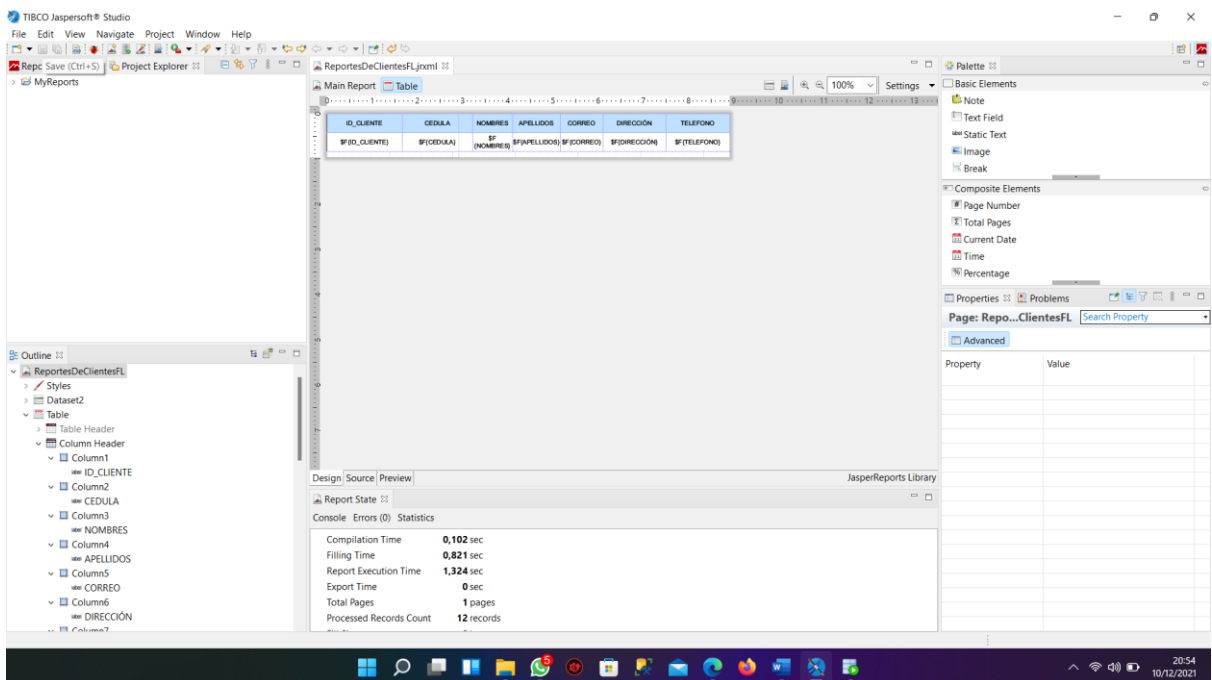 TIBCO Jaspersoft® Studio
File Edit View Navigate Project Window Help
Repo Save (Ctrl+S) Project Explorer
MyReports
ReportesDeClientesFL.jrxml
Main Report Table
100% Settings
ID_CLIENTE CEDULA NOMBRES APELLIDOS CORREO DIRECCIÓN TELEFONO
$F{ID_CLIENTE} $F{CEDULA} $F{NOMBRES} $F{APELLIDOS} $F{CORREO} $F{DIRECCIÓN} $F{TELEFONO}
Palette
Basic Elements
Note
Text Field
Static Text
Image
Break
Composite Elements
Page Number
Total Pages
Current Date
Time
Percentage
Properties Problems
Page: Repo...ClientesFL Search Property
Advanced
Property Value
Outline
ReportesDeClientesFL
Styles
Dataset2
Table
Table Header
Column Header
Column1
ID_CLIENTE
Column2
CEDULA
Column3
NOMBRES
Column4
APELLIDOS
Column5
CORREO
Column6
DIRECCIÓN
Column7
Design Source Preview
JasperReports Library
Report State
Console Errors (0) Statistics
Compilation Time 0,102 sec
Filling Time 0,821 sec
Report Execution Time 1,324 sec
Export Time 0 sec
Total Pages 1 pages
Processed Records Count 12 records
5
20:54
10/12/2021